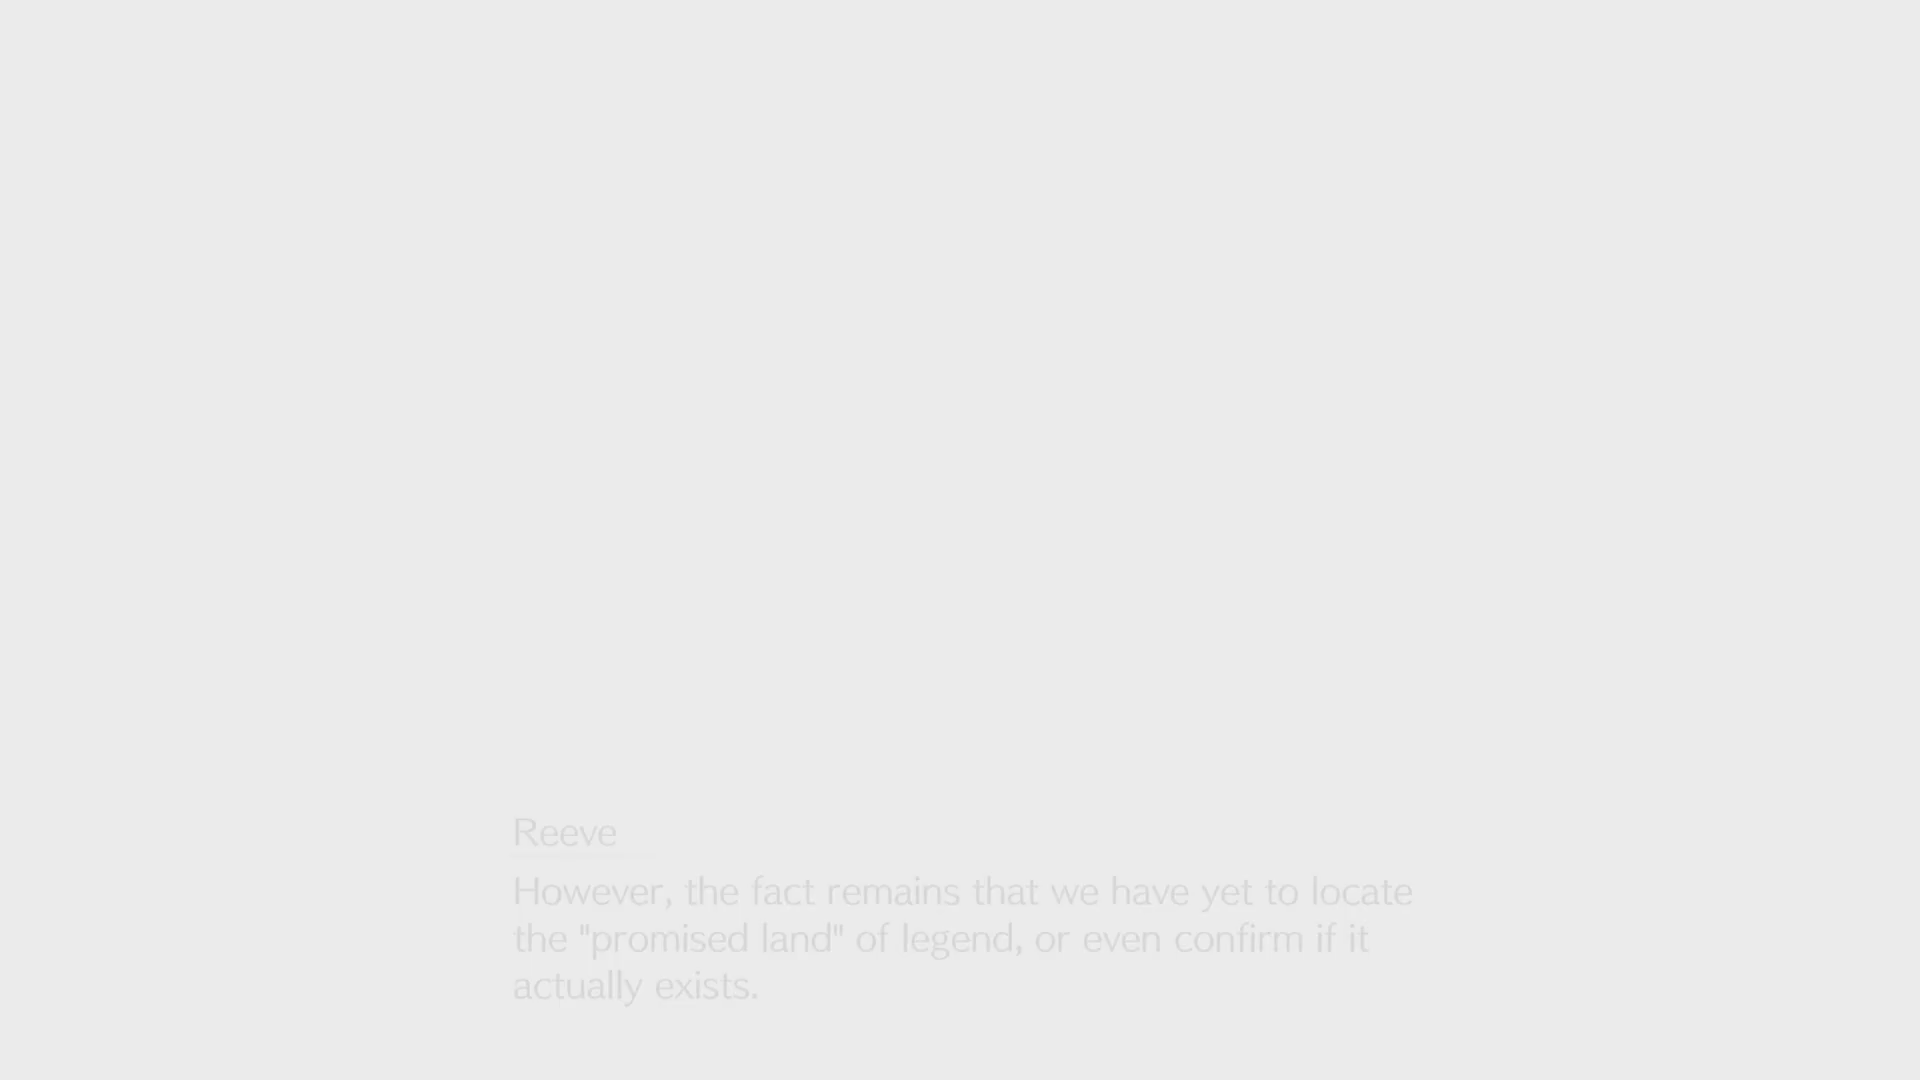 Reeve
However, the fact remains that we have yet to locate
the "promised land" of legend, or even confirm if it
actually exists.